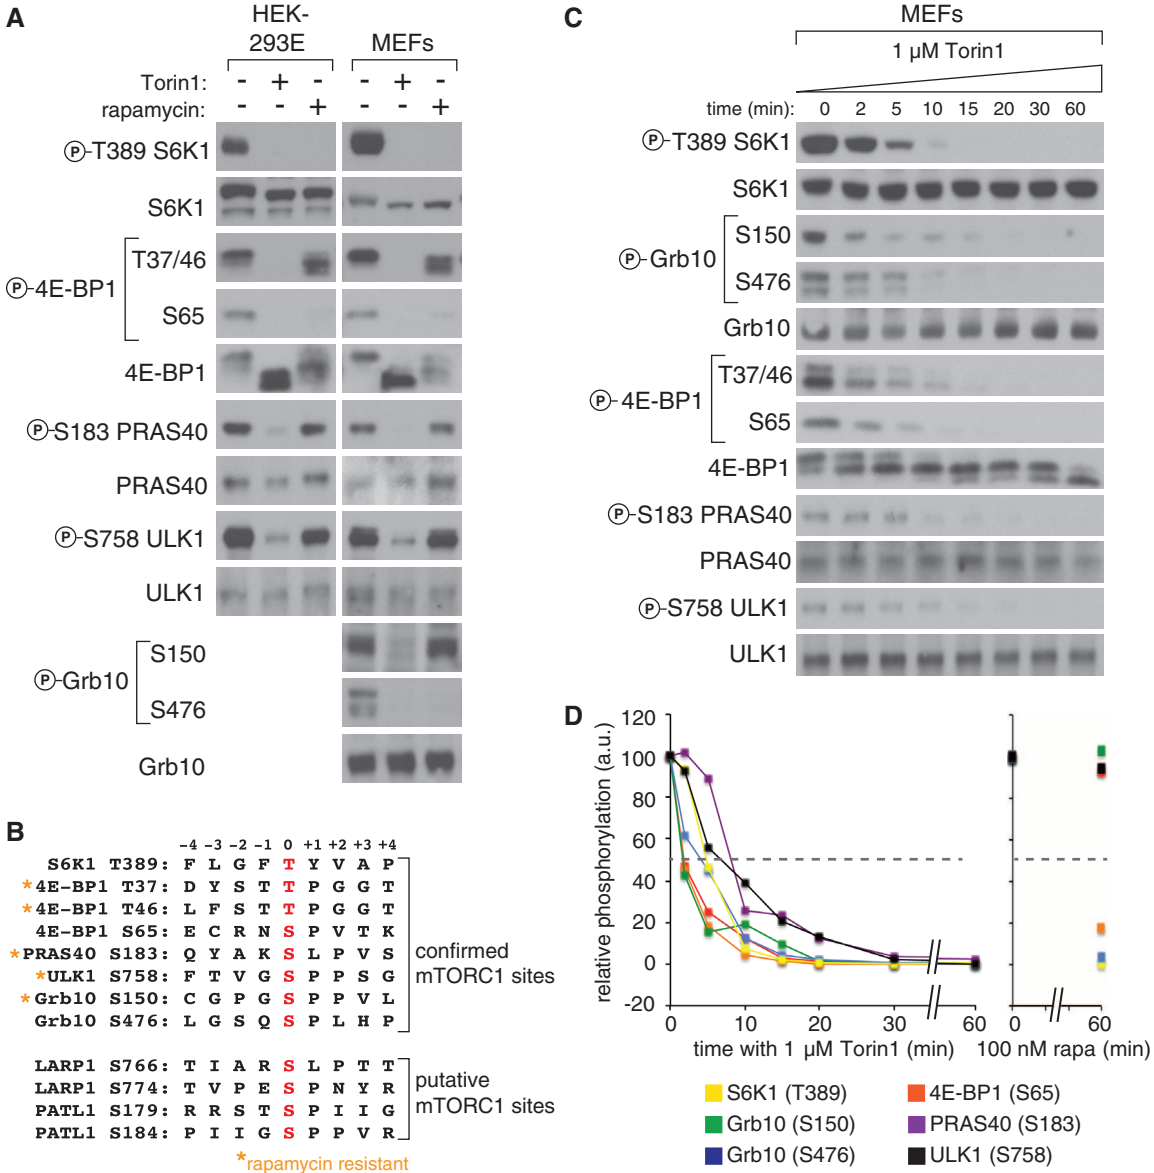 A
HEK-
293E
MEFs
Torin1: - + - - + -
rapamycin: - - + - - +
P-T389 S6K1
S6K1
P-4E-BP1
T37/46
S65
4E-BP1
P-S183 PRAS40
PRAS40
P-S758 ULK1
ULK1
P-Grb10
S150
S476
Grb10
B
-4 -3 -2 -1 0 +1 +2 +3 +4
S6K1 T389: F L G F T Y V A P
*4E-BP1 T37: D Y S T T P G G T
*4E-BP1 T46: L F S T T P G G T
4E-BP1 S65: E C R N S P V T K
*PRAS40 S183: Q Y A K S L P V S
*ULK1 S758: F T V G S P P S G
*Grb10 S150: C G P G S P P V L
Grb10 S476: L G S Q S P L H P
confirmed
mTORC1 sites
LARP1 S766: T I A R S L P T T
LARP1 S774: T V P E S P N Y R
PATL1 S179: R R S T S P I I G
PATL1 S184: P I I G S P P V R
putative
mTORC1 sites
*rapamycin resistant
C
MEFs
1 µM Torin1
time (min): 0 2 5 10 15 20 30 60
P-T389 S6K1
S6K1
P-Grb10
S150
S476
Grb10
P-4E-BP1
T37/46
S65
4E-BP1
P-S183 PRAS40
PRAS40
P-S758 ULK1
ULK1
D
relative phosphorylation (a.u.)
120
100
80
60
40
20
0
-20
0 10 20 30 60
time with 1 µM Torin1 (min)
0 60
100 nM rapa (min)
S6K1 (T389)
Grb10 (S150)
Grb10 (S476)
4E-BP1 (S65)
PRAS40 (S183)
ULK1 (S758)